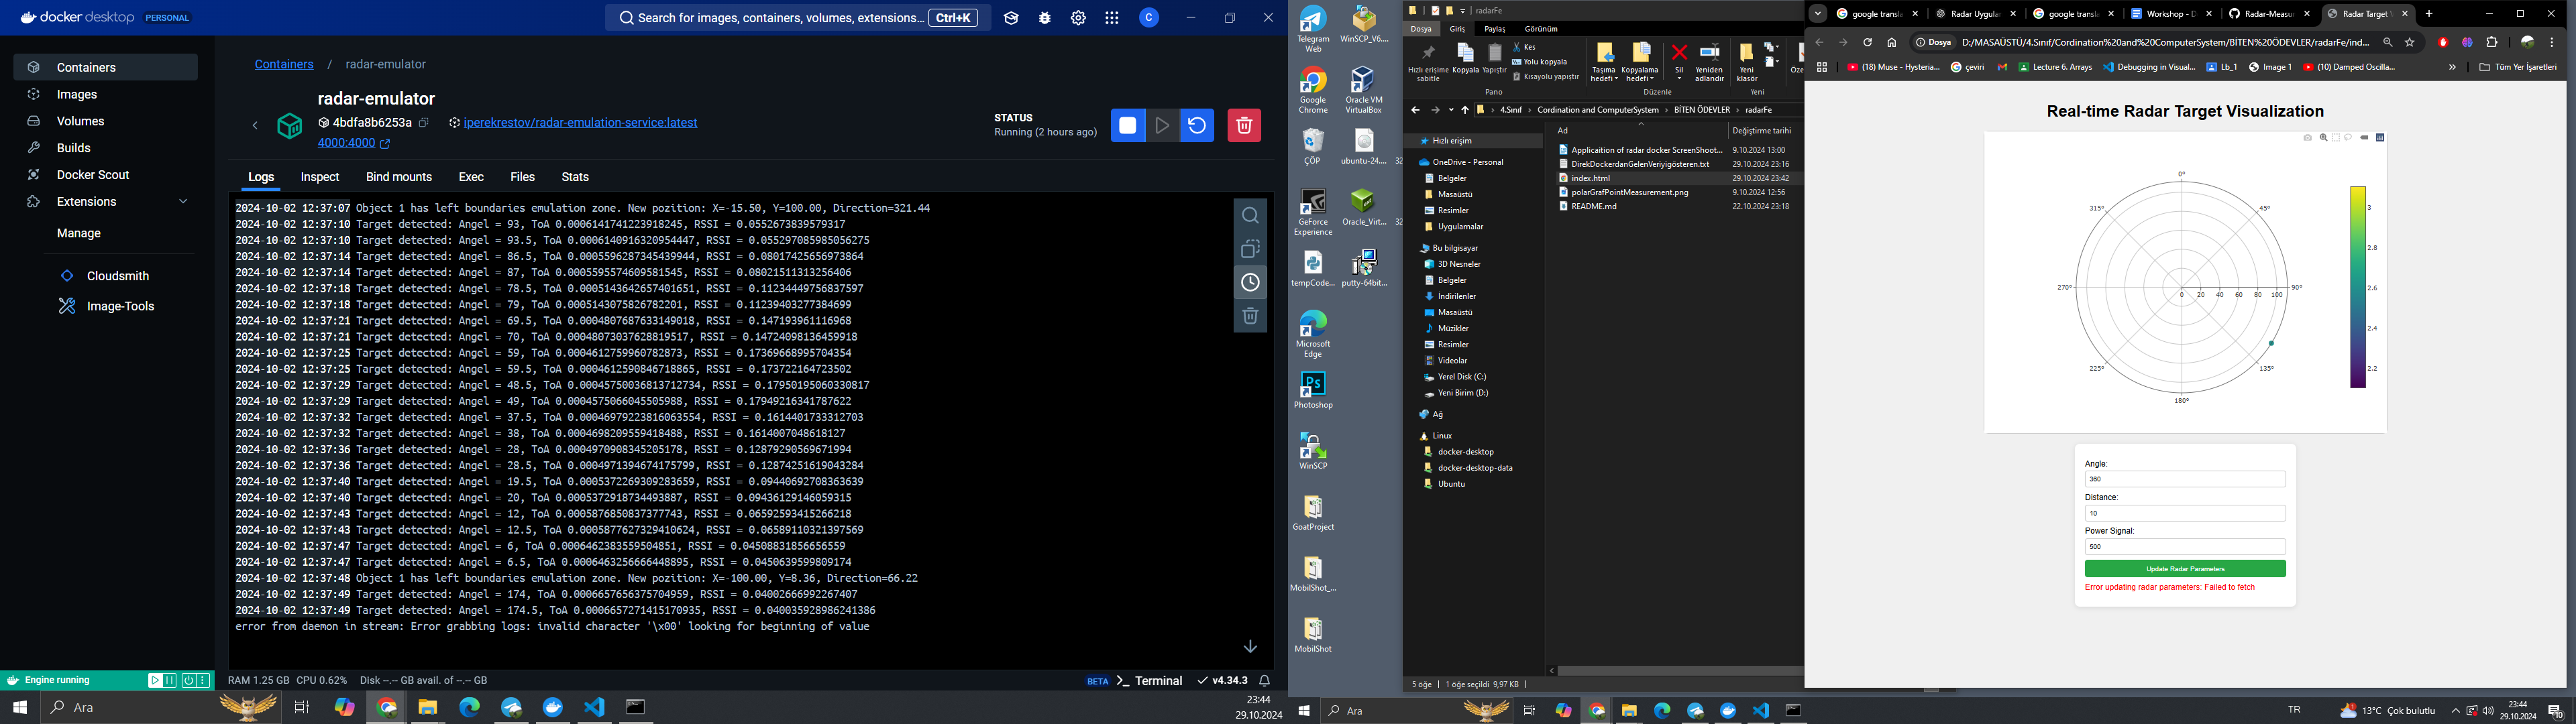 docker desktop PERSONAL
Search for images, containers, volumes, extensions... Ctrl+K
C
Containers
Images
Volumes
Builds
Docker Scout
Extensions
Manage
Cloudsmith
Image-Tools
Containers / radar-emulator
radar-emulator
4bdfa8b6253a iperekrestov/radar-emulation-service:latest
4000:4000
STATUS
Running (2 hours ago)
Logs Inspect Bind mounts Exec Files Stats
2024-10-02 12:37:07 Object 1 has left boundaries emulation zone. New pozition: X=-15.50, Y=100.00, Direction=321.44
2024-10-02 12:37:10 Target detected: Angel = 93, ToA 0.0006141741223918245, RSSI = 0.0552673839579317
2024-10-02 12:37:10 Target detected: Angel = 93.5, ToA 0.0006140916320954447, RSSI = 0.055297085985056275
2024-10-02 12:37:14 Target detected: Angel = 86.5, ToA 0.0005596287345439944, RSSI = 0.08017425656973864
2024-10-02 12:37:14 Target detected: Angel = 87, ToA 0.0005595574609581545, RSSI = 0.08021511313256406
2024-10-02 12:37:18 Target detected: Angel = 78.5, ToA 0.0005143642657401651, RSSI = 0.11234449756837597
2024-10-02 12:37:18 Target detected: Angel = 79, ToA 0.0005143075826782201, RSSI = 0.11239403277384699
2024-10-02 12:37:21 Target detected: Angel = 69.5, ToA 0.0004807687633149018, RSSI = 0.147193961116968
2024-10-02 12:37:21 Target detected: Angel = 70, ToA 0.00048073037628819517, RSSI = 0.14724098136459918
2024-10-02 12:37:25 Target detected: Angel = 59, ToA 0.0004612759960782873, RSSI = 0.17369668995704354
2024-10-02 12:37:25 Target detected: Angel = 59.5, ToA 0.0004612590846718865, RSSI = 0.173722164723502
2024-10-02 12:37:29 Target detected: Angel = 48.5, ToA 0.00045750036813712734, RSSI = 0.17950195060330817
2024-10-02 12:37:29 Target detected: Angel = 49, ToA 0.0004575066045505988, RSSI = 0.1794921634178 7622
2024-10-02 12:37:32 Target detected: Angel = 37.5, ToA 0.00046979223816063554, RSSI = 0.1614401733312703
2024-10-02 12:37:32 Target detected: Angel = 38, ToA 0.0004698209559418488, RSSI = 0.1614007048618127
2024-10-02 12:37:36 Target detected: Angel = 28, ToA 0.0004970908345205178, RSSI = 0.12879290569671994
2024-10-02 12:37:36 Target detected: Angel = 28.5, ToA 0.0004971394674175799, RSSI = 0.12874251619043284
2024-10-02 12:37:40 Target detected: Angel = 19.5, ToA 0.0005372269309283659, RSSI = 0.09440692708363639
2024-10-02 12:37:40 Target detected: Angel = 20, ToA 0.0005372918734493887, RSSI = 0.09436129146059315
2024-10-02 12:37:43 Target detected: Angel = 12, ToA 0.0005876850837377743, RSSI = 0.06592593415266218
2024-10-02 12:37:43 Target detected: Angel = 12.5, ToA 0.0005877627329410624, RSSI = 0.06589110321397569
2024-10-02 12:37:47 Target detected: Angel = 6, ToA 0.0006462383559504851, RSSI = 0.04508831856656559
2024-10-02 12:37:47 Target detected: Angel = 6.5, ToA 0.0006463256666448895, RSSI = 0.0450639599809174
2024-10-02 12:37:48 Object 1 has left boundaries emulation zone. New pozition: X=-100.00, Y=8.36, Direction=66.22
2024-10-02 12:37:49 Target detected: Angel = 174, ToA 0.0006657656375704959, RSSI = 0.04002666992267407
2024-10-02 12:37:49 Target detected: Angel = 174.5, ToA 0.0006657271415170935, RSSI = 0.040035928986241386
error from daemon in stream: Error grabbing logs: invalid character '\x00' looking for beginning of value
Engine running
RAM 1.25 GB CPU 0.62% Disk --.-- GB avail. of --.-- GB
BETA Terminal v4.34.3
Ara
23:44
29.10.2024
Telegram Web
WinSCP_V6....
Google Chrome
Oracle VM VirtualBox
ÇÖP
ubuntu-24....
GeForce Experience
Oracle_Virt...
tempCode...
putty-64bit...
Microsoft Edge
Photoshop
WinSCP
GoatProject
MobilShot_...
MobilShot
radarFe
Dosya Giriş Paylaş Görünüm
Hızlı erişime sabitle
Kopyala
Yapıştır
Kes
Yolu kopyala
Kısayolu yapıştır
Taşıma hedefi
Kopyalama hedefi
Sil
Yeniden adlandır
Yeni klasör
Öze
Pano Düzenle Yeni
4.Sınıf > Cordination and ComputerSystem > BİTEN ÖDEVLER > radarFe
Hızlı erişim
OneDrive - Personal
Belgeler
Masaüstü
Resimler
Uygulamalar
Bu bilgisayar
3D Nesneler
Belgeler
İndirilenler
Masaüstü
Müzikler
Resimler
Videolar
Yerel Disk (C:)
Yeni Birim (D:)
Ağ
Linux
docker-desktop
docker-desktop-data
Ubuntu
Ad Değiştirme tarihi
Applicaition of radar docker ScreenShoot... 9.10.2024 13:00
DirekDockerdanGelenVeriyigösteren.txt 29.10.2024 23:16
index.html 29.10.2024 23:42
polarGrafPointMeasurement.png 9.10.2024 12:56
README.md 22.10.2024 23:18
5 öğe 1 öğe seçildi 9,97 KB
google transla
Radar Uygulam
google transla
Workshop - D
Radar-Measur
Radar Target V
Dosya D:/MASAÜSTÜ/4.Sınıf/Cordination%20and%20ComputerSystem/BİTEN%20ÖDEVLER/radarFe/ind...
(18) Muse - Hysteria...
çeviri
Lecture 6. Arrays
Debugging in Visual...
Lb_1
Image 1
(10) Damped Oscilla...
Tüm Yer İşaretleri
Real-time Radar Target Visualization
0°
315° 45°
270° 90°
0 20 40 60 80 100
225° 135°
180°
3
2.8
2.6
2.4
2.2
Angle:
360
Distance:
10
Power Signal:
500
Update Radar Parameters
Error updating radar parameters: Failed to fetch
Ara
TR
13°C Çok bulutlu
23:44
29.10.2024